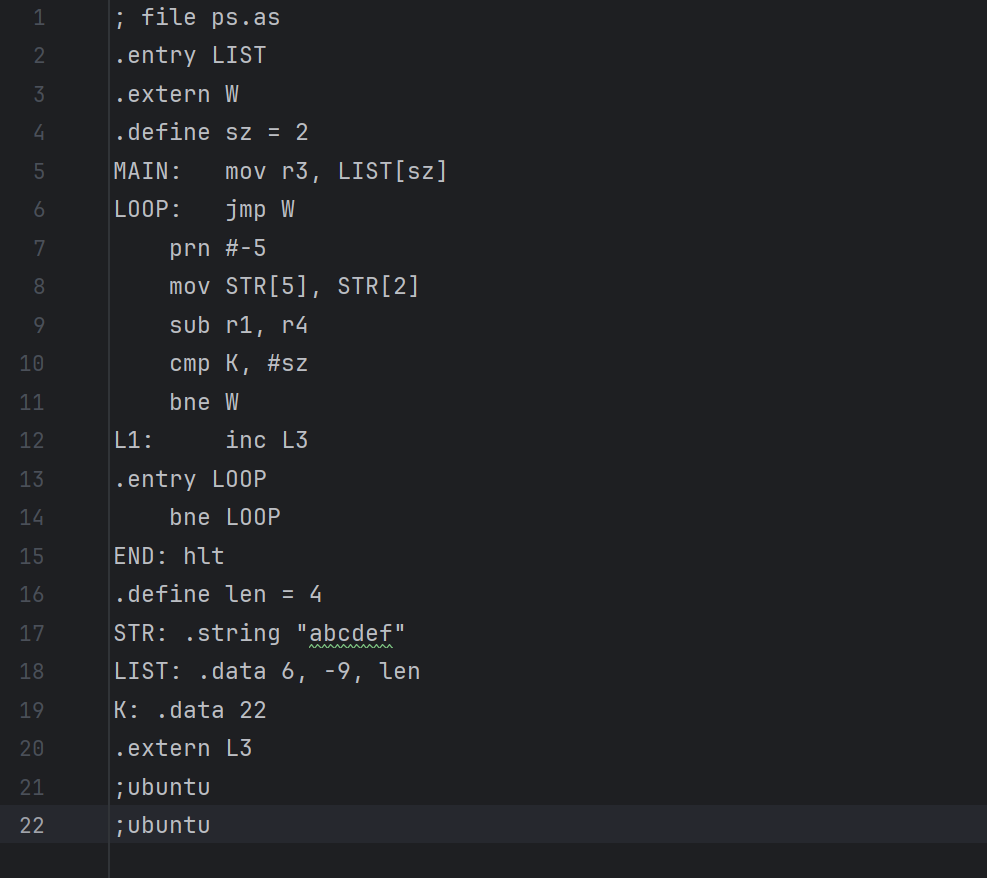 1 ; file ps.as
2 .entry LIST
3 .extern W
4 .define sz = 2
5 MAIN:   mov r3, LIST[sz]
6 LOOP:   jmp W
7     prn #-5
8     mov STR[5], STR[2]
9     sub r1, r4
10     cmp K, #sz
11     bne W
12 L1:     inc L3
13 .entry LOOP
14     bne LOOP
15 END: hlt
16 .define len = 4
17 STR: .string "abcdef"
18 LIST: .data 6, -9, len
19 K: .data 22
20 .extern L3
21 ;ubuntu
22 ;ubuntu